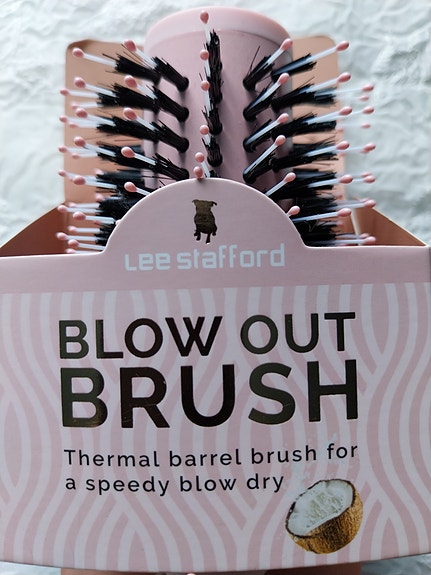 Lee Stafford
BLOW OUT
BRUSH
Thermal barrel brush for
a speedy blow dry